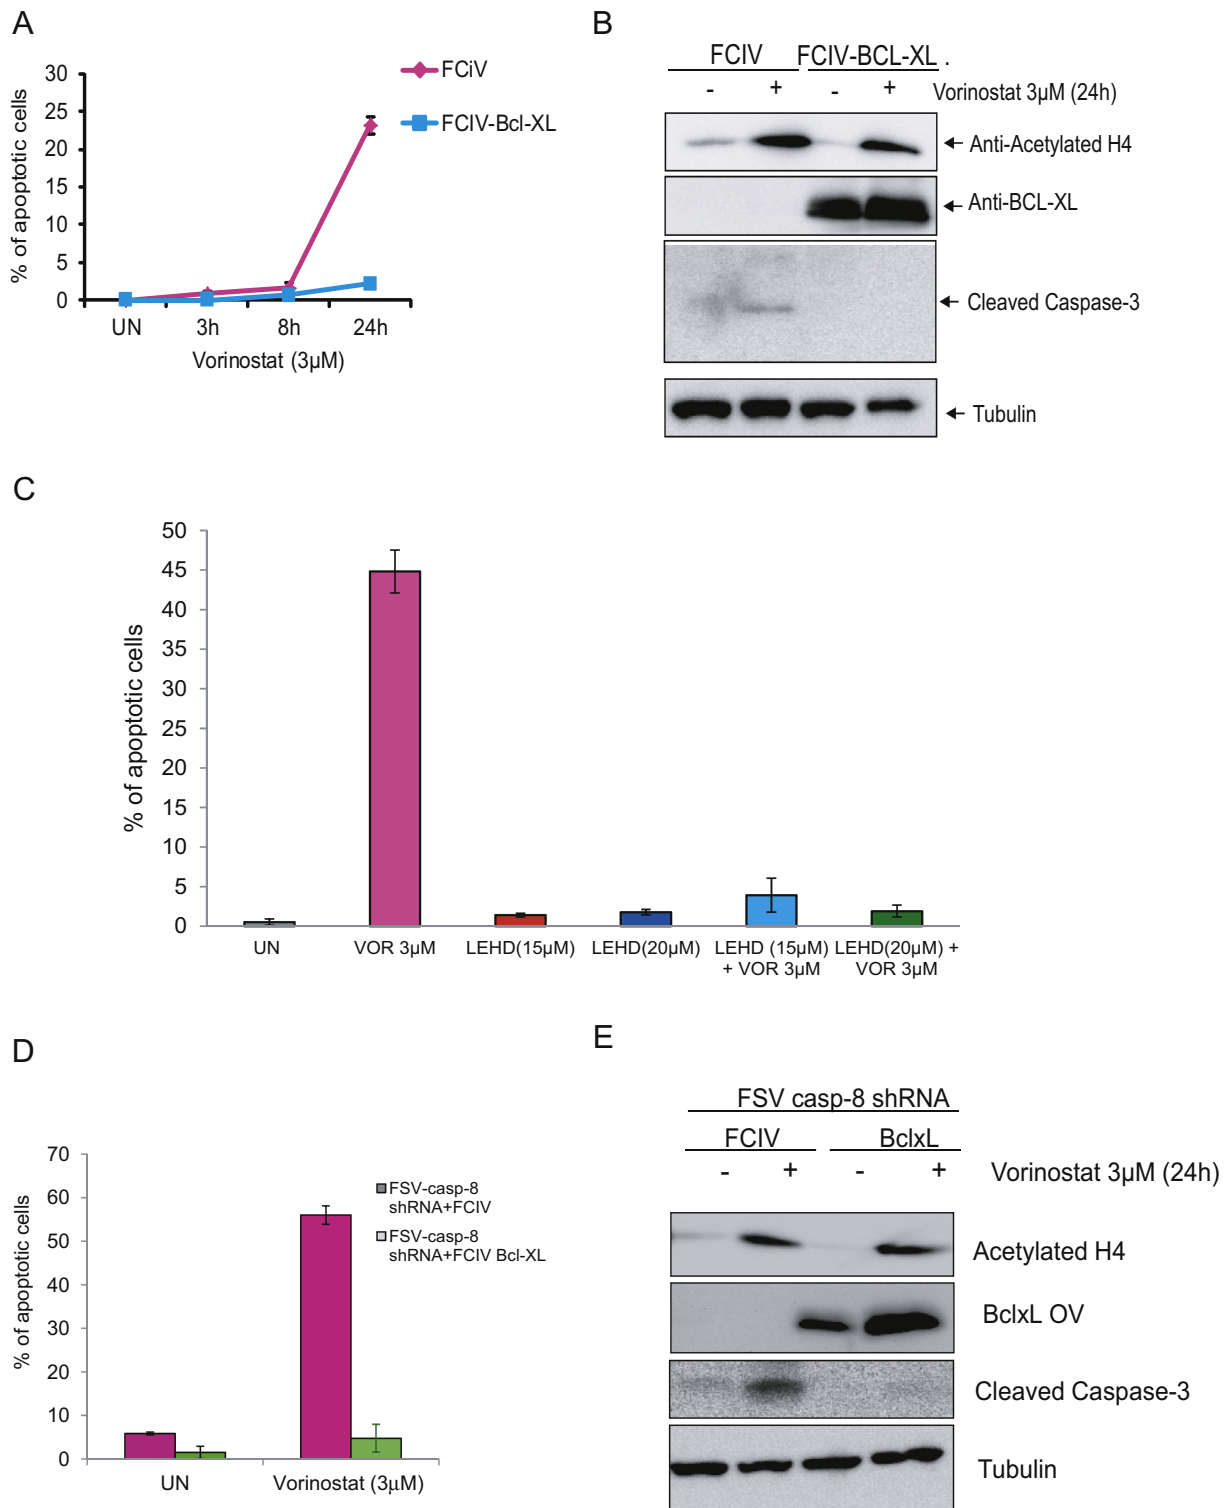 A
30
25
20
15
10
5
0
% of apoptotic cells
UN 3h 8h 24h
Vorinostat (3µM)
FCiV
FCIV-Bcl-XL
B
FCIV FCIV-BCL-XL .
- + - + Vorinostat 3µM (24h)
Anti-Acetylated H4
Anti-BCL-XL
Cleaved Caspase-3
Tubulin
C
50
45
40
35
30
25
20
15
10
5
0
% of apoptotic cells
UN VOR 3µM LEHD(15µM) LEHD(20µM) LEHD (15µM) LEHD(20µM) +
+ VOR 3µM VOR 3µM
D
70
60
50
40
30
20
10
0
% of apoptotic cells
UN Vorinostat (3µM)
FSV-casp-8
shRNA+FCIV
FSV-casp-8
shRNA+FCIV Bcl-XL
E
FSV casp-8 shRNA
FCIV BclxL
- + - + Vorinostat 3µM (24h)
Acetylated H4
BclxL OV
Cleaved Caspase-3
Tubulin